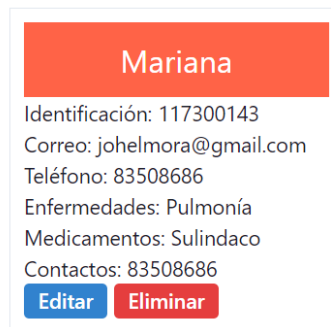 Mariana
Identificación: 117300143
Correo: johelmora@gmail.com
Teléfono: 83508686
Enfermedades: Pulmonía
Medicamentos: Sulindaco
Contactos: 83508686
Editar Eliminar